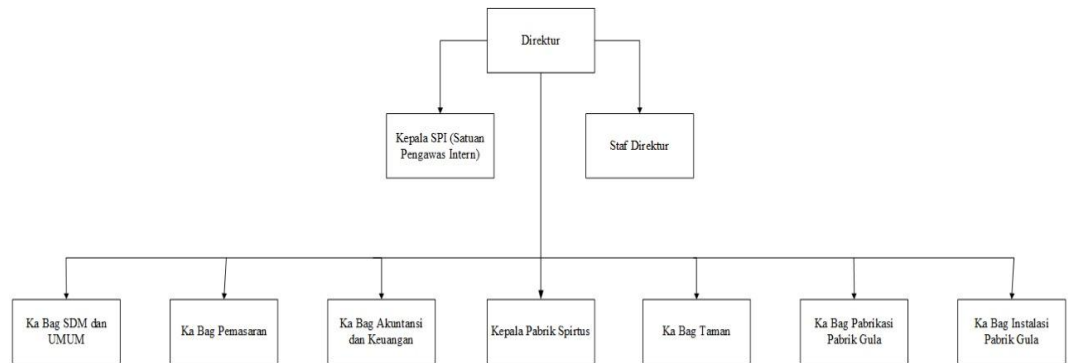 Direktur
Kepala SPI (Satuan
Pengawas Intern)
Staf Direktur
Ka Bag SDM dan
UMUM
Ka Bag Pemasaran
Ka Bag Akuntansi
dan Keuangan
Kepala Pabrik Spirtus
Ka Bag Taman
Ka Bag Pabrikasi
Pabrik Gula
Ka Bag Instalasi
Pabrik Gula